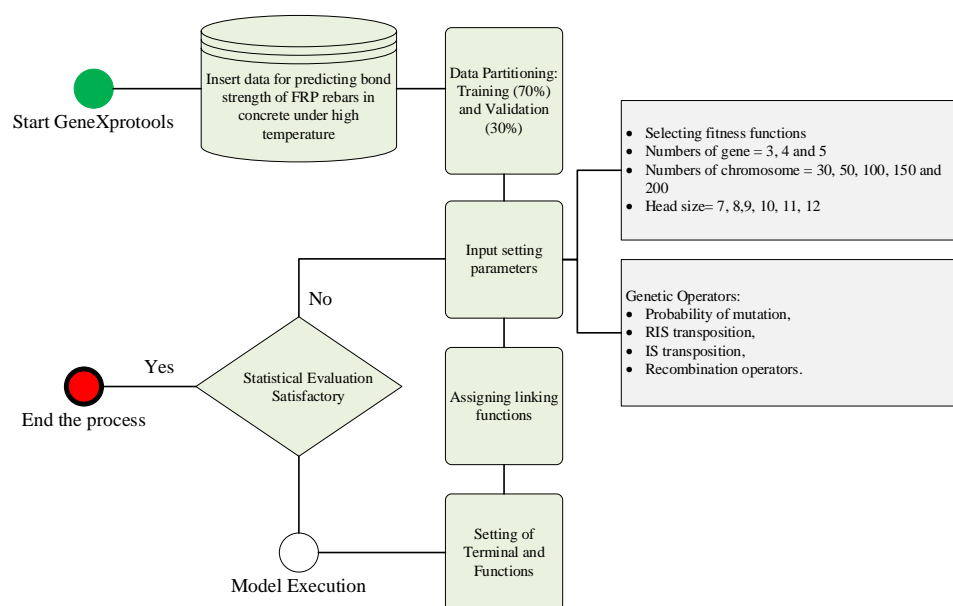 Start GeneXprotools
Insert data for predicting bond
strength of FRP rebars in
concrete under high
temperature
Data Partitioning:
Training (70%)
and Validation
(30%)
• Selecting fitness functions
• Numbers of gene = 3, 4 and 5
• Numbers of chromosome = 30, 50, 100, 150 and
200
• Head size= 7, 8,9, 10, 11, 12
Input setting
parameters
Genetic Operators:
• Probability of mutation,
• RIS transposition,
• IS transposition,
• Recombination operators.
No
Yes
Statistical Evaluation
Satisfactory
End the process
Assigning linking
functions
Setting of
Terminal and
Functions
Model Execution